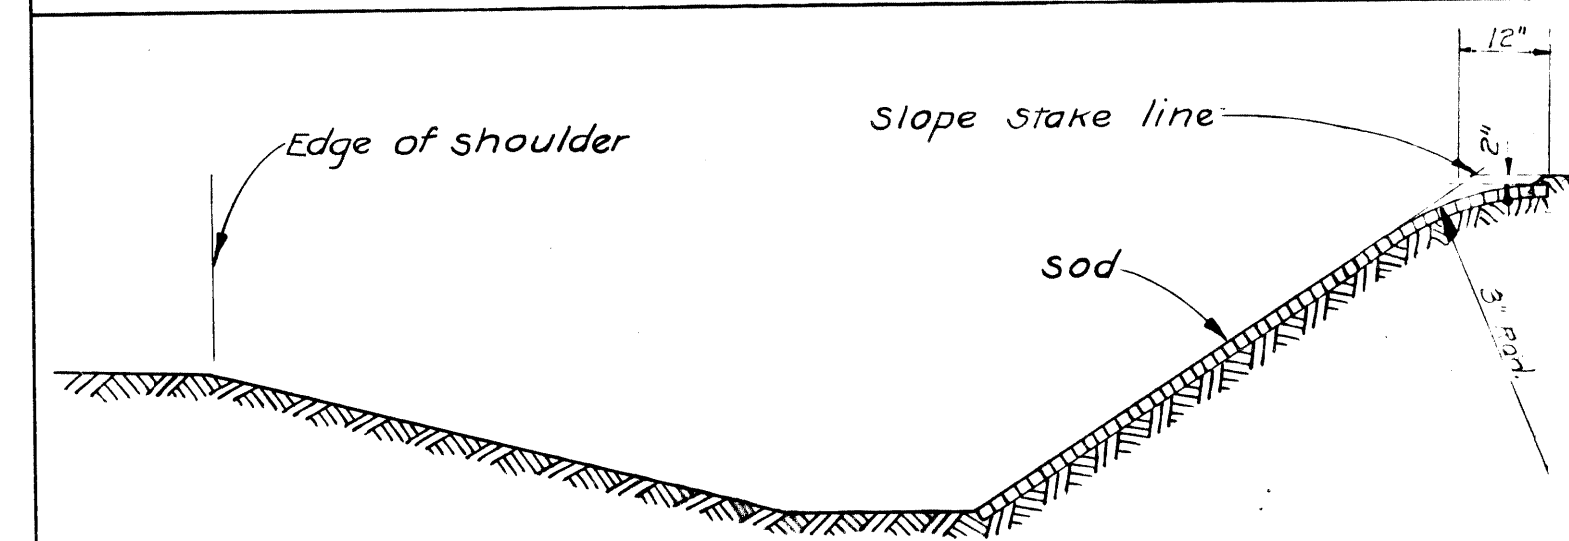 12"
Slope stake line
2"
Edge of shoulder
sod
3" Rad.